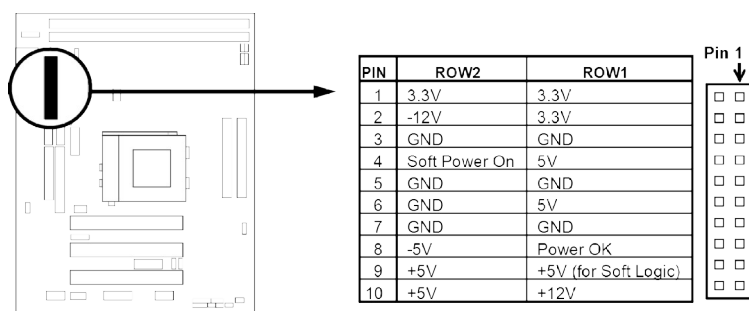 Pin 1
PIN ROW2 ROW1
1 3.3V 3.3V
2 -12V 3.3V
3 GND GND
4 Soft Power On 5V
5 GND GND
6 GND 5V
7 GND GND
8 -5V Power OK
9 +5V +5V (for Soft Logic)
10 +5V +12V